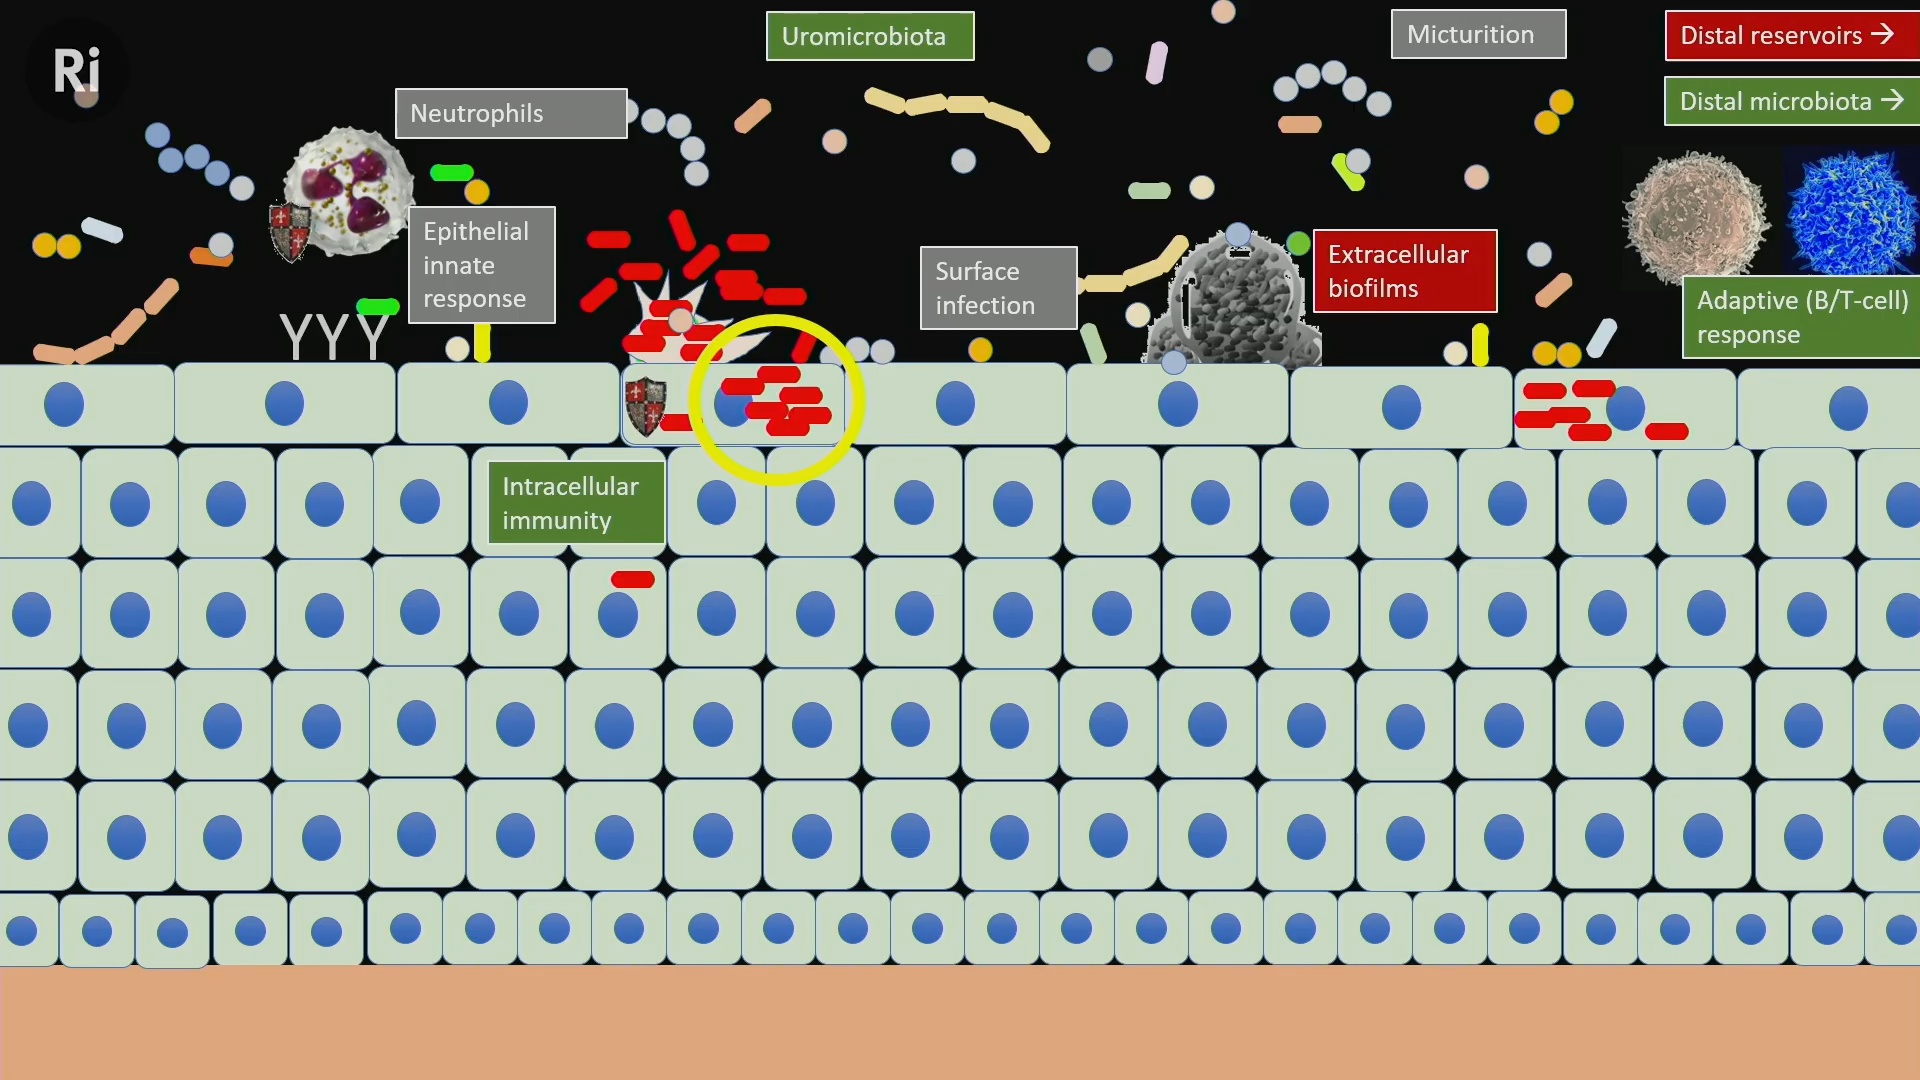 Ri
Uromicrobiota
Micturition
Distal reservoirs →
Distal microbiota →
Neutrophils
Epithelial
innate
response
Surface
infection
Extracellular
biofilms
Adaptive (B/T-cell)
response
YYY
Intracellular
immunity